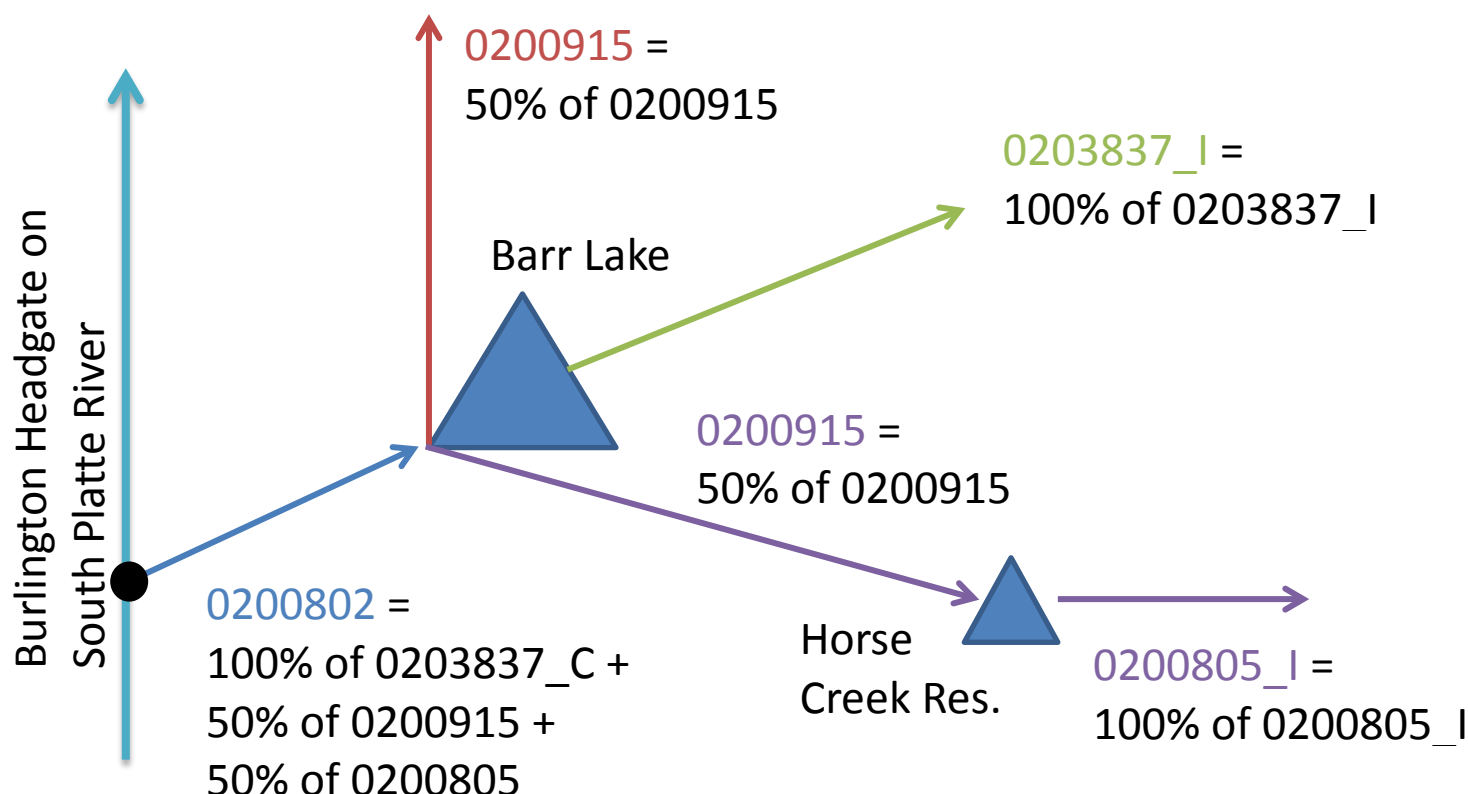 0200915 =
50% of 0200915
0203837_I =
100% of 0203837_I
Barr Lake
Burlington Headgate on
South Platte River
0200915 =
50% of 0200915
0200802 =
100% of 0203837_C +
50% of 0200915 +
50% of 0200805
Horse
Creek Res.
0200805_I =
100% of 0200805_I